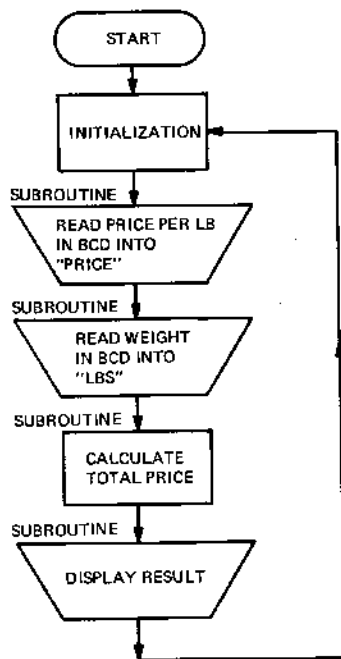 START
INITIALIZATION
SUBROUTINE
READ PRICE PER LB
IN BCD INTO
"PRICE"
SUBROUTINE
READ WEIGHT
IN BCD INTO
"LBS"
SUBROUTINE
CALCULATE
TOTAL PRICE
SUBROUTINE
DISPLAY RESULT